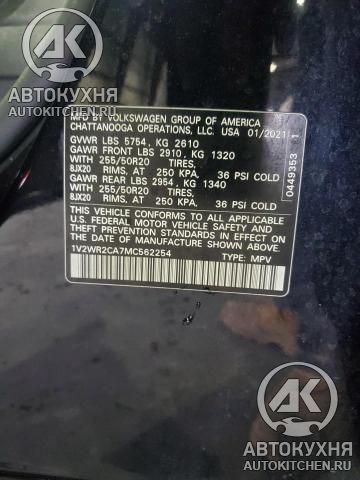 АК
АВТОКУХНЯ
AUTOKITCHEN.RU
MFD BY VOLKSWAGEN GROUP OF AMERICA
CHATTANOOGA OPERATIONS, LLC. USA 01/2021
GVWR LBS 5754, KG 2610
GAWR FRONT LBS 2910, KG 1320
WITH 255/50R20 TIRES,
8JX20 RIMS, AT 250 KPA, 36 PSI COLD
GAWR REAR LBS 2954, KG 1340
WITH 255/50R20 TIRES,
8JX20 RIMS, AT 250 KPA, 36 PSI COLD
THIS VEHICLE CONFORMS TO ALL APPLICABLE
U.S. FEDERAL MOTOR VEHICLE SAFETY
STANDARDS IN EFFECT ON THE DATE OF
MANUFACTURE SHOWN ABOVE.
1V2WR2CA7MC562254 TYPE: MPV
0449353 1
АК
АВТОКУХНЯ
AUTOKITCHEN.RU